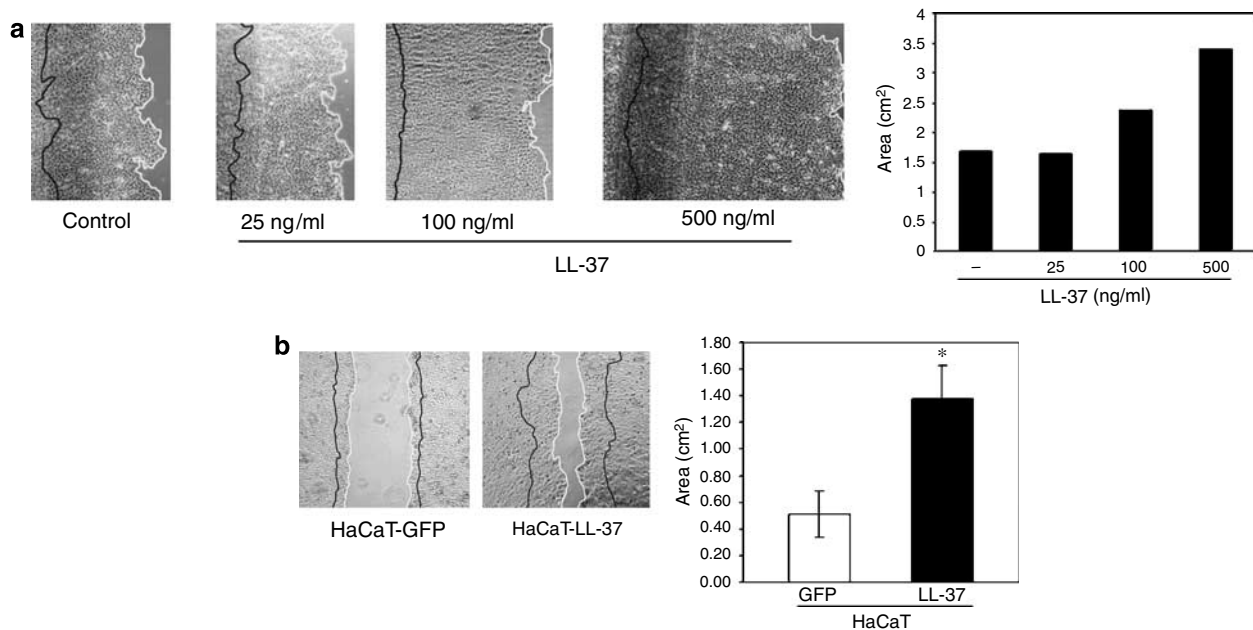 a
Control
25 ng/ml
100 ng/ml
500 ng/ml
LL-37
Area (cm²)
4
3.5
3
2.5
2
1.5
1
0.5
0
– 25 100 500
LL-37 (ng/ml)
b
HaCaT-GFP
HaCaT-LL-37
Area (cm²)
1.80
1.60
1.40
1.20
1.00
0.80
0.60
0.40
0.20
0.00
*
GFP LL-37
HaCaT